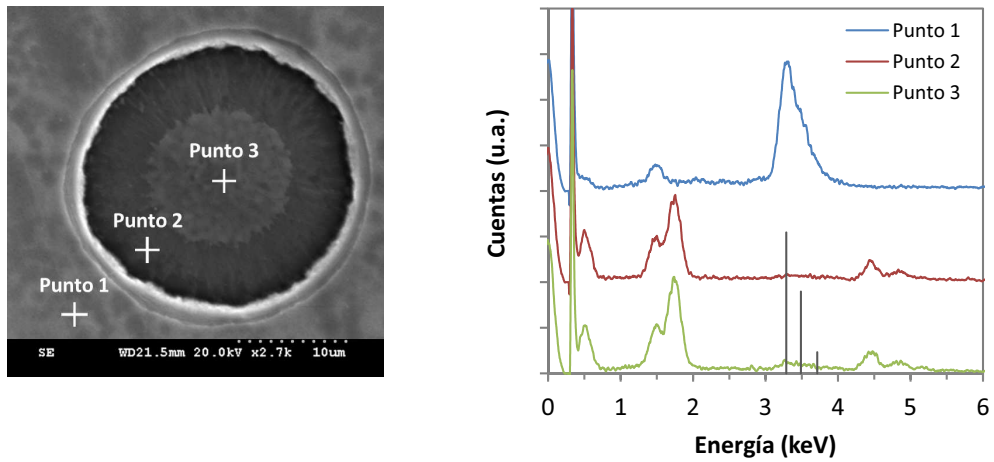 Punto 3
Punto 2
Punto 1
SE WD21.5mm 20.0kV x2.7k 10um
Cuentas (u.a.)
Punto 1
Punto 2
Punto 3
0 1 2 3 4 5 6
Energía (keV)